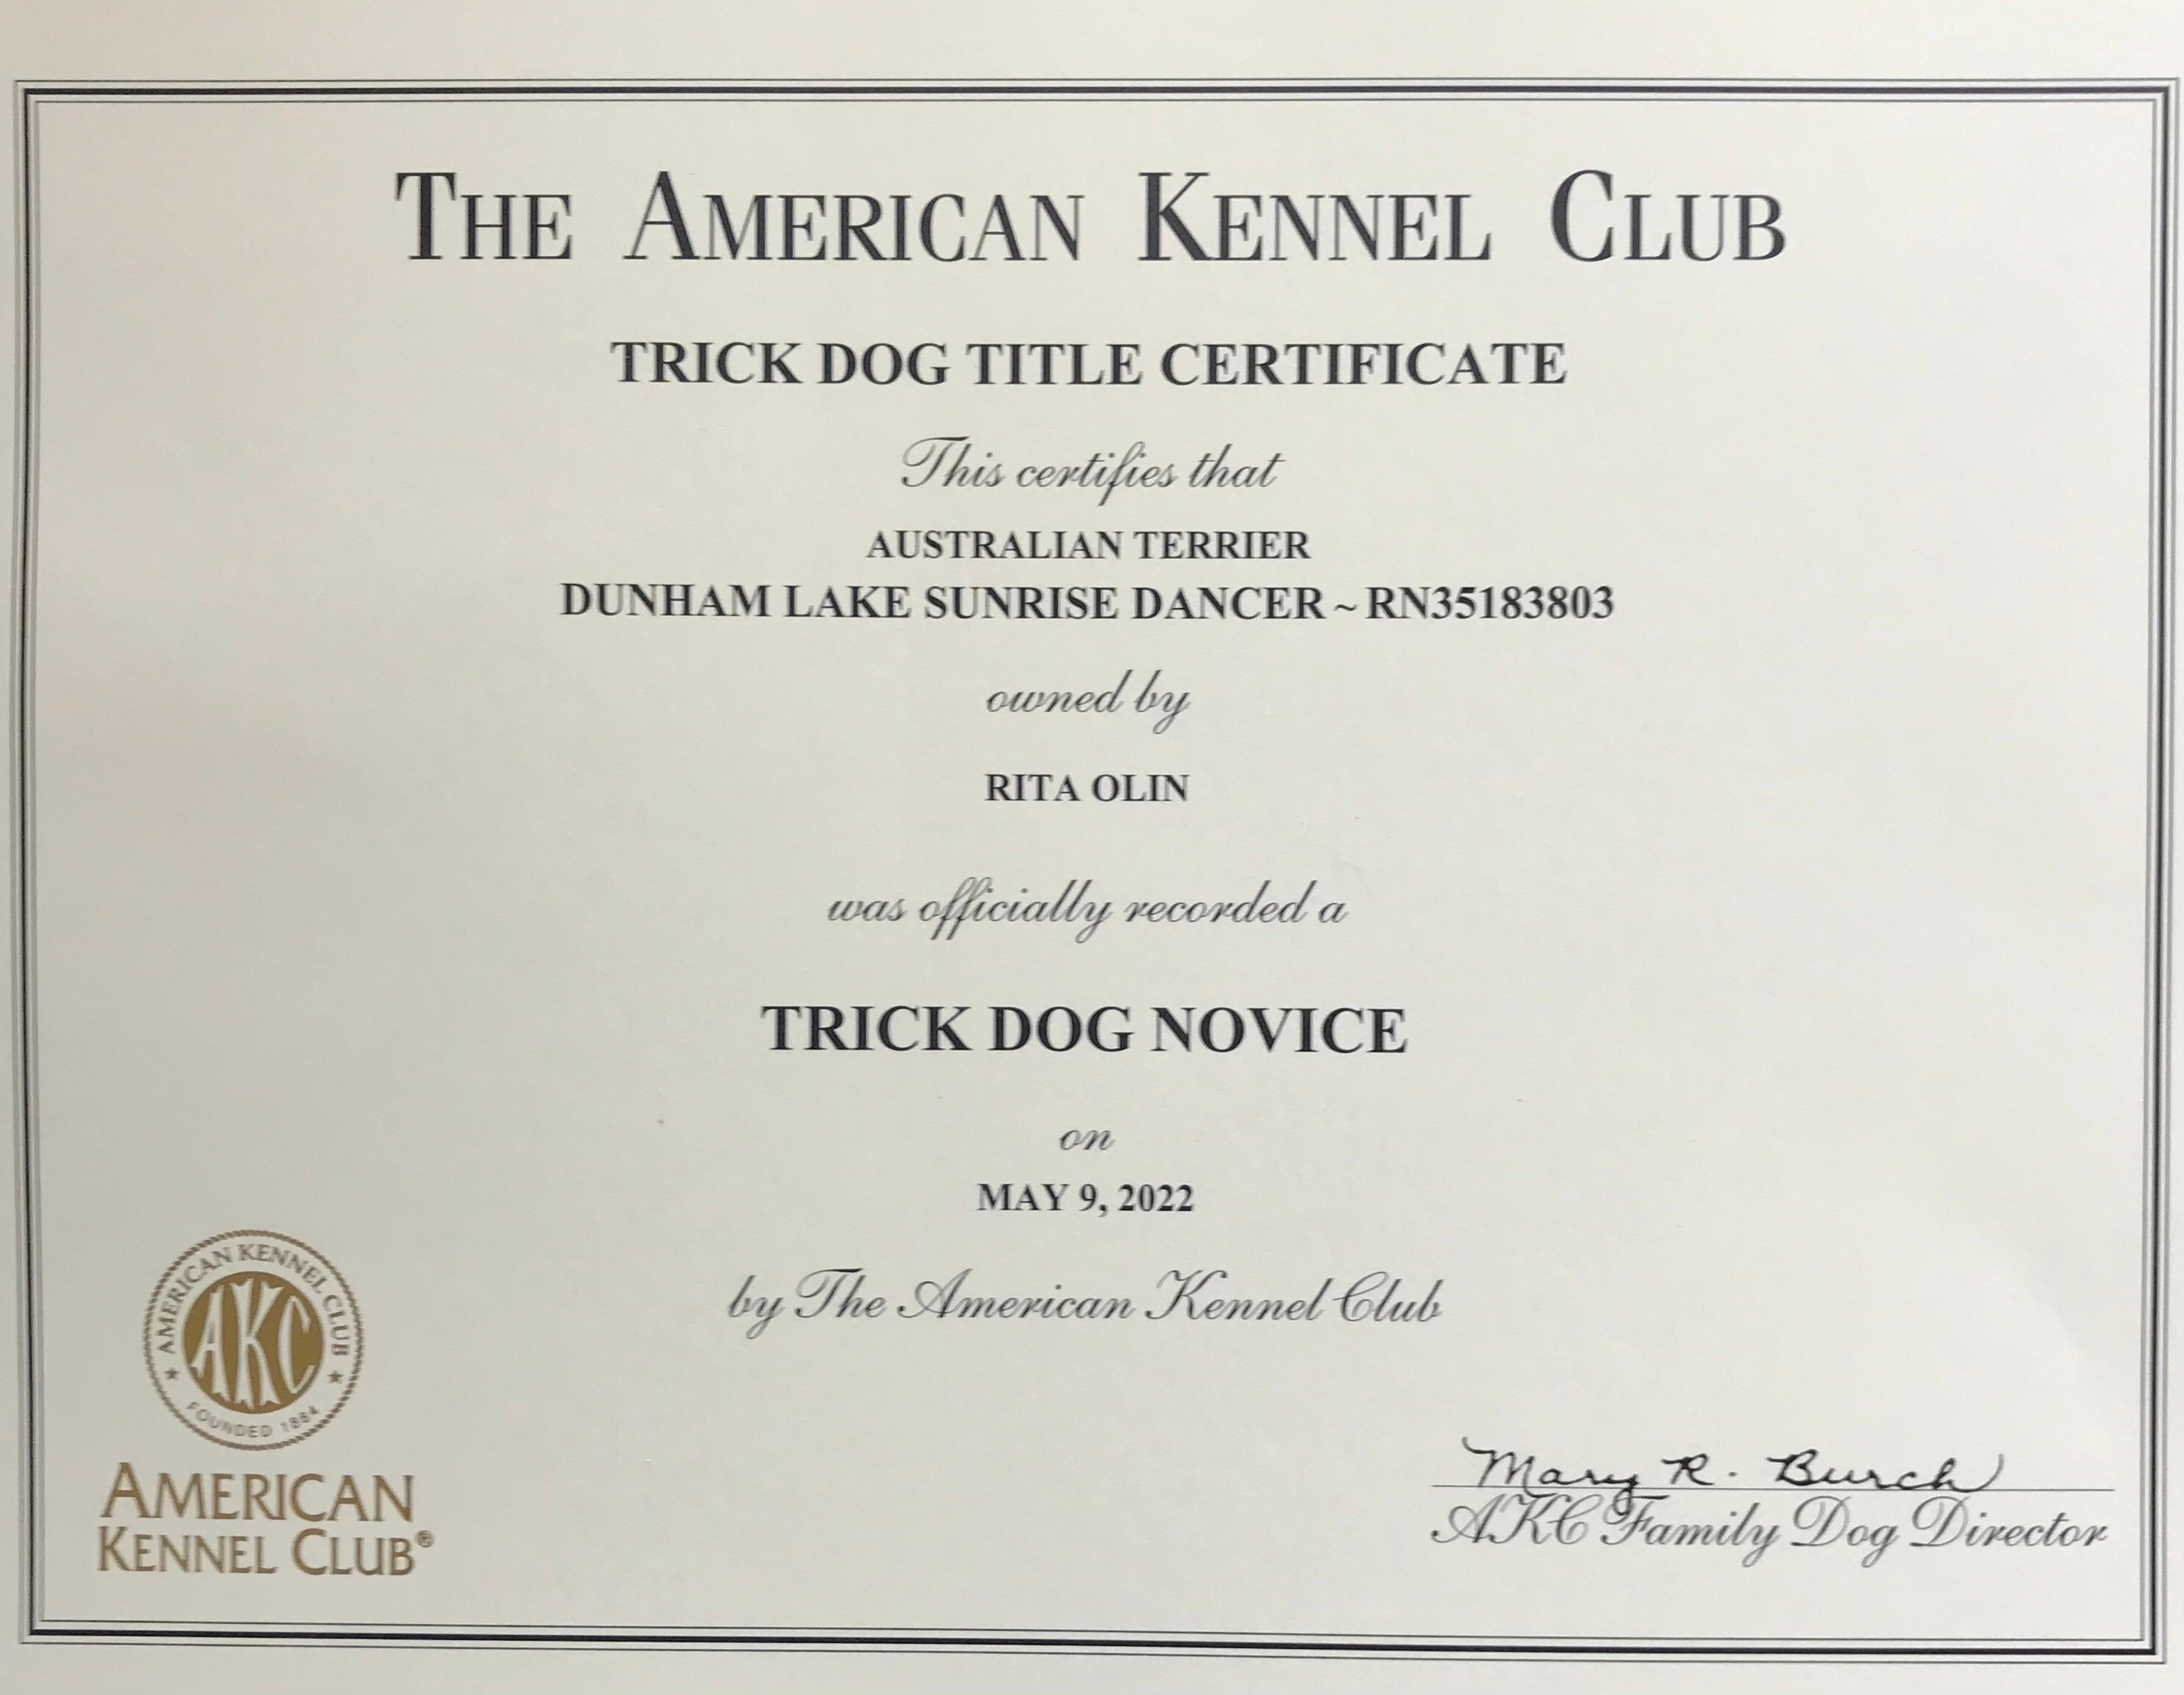 THE AMERICAN KENNEL CLUB
TRICK DOG TITLE CERTIFICATE
This certifies that
AUSTRALIAN TERRIER
DUNHAM LAKE SUNRISE DANCER ~ RN35183803
owned by
RITA OLIN
was officially recorded a
TRICK DOG NOVICE
on
MAY 9, 2022
by The American Kennel Club
AMERICAN KENNEL CLUB
AKC
FOUNDED 1884
AMERICAN
KENNEL CLUB®
Mary R. Burch
AKC Family Dog Director